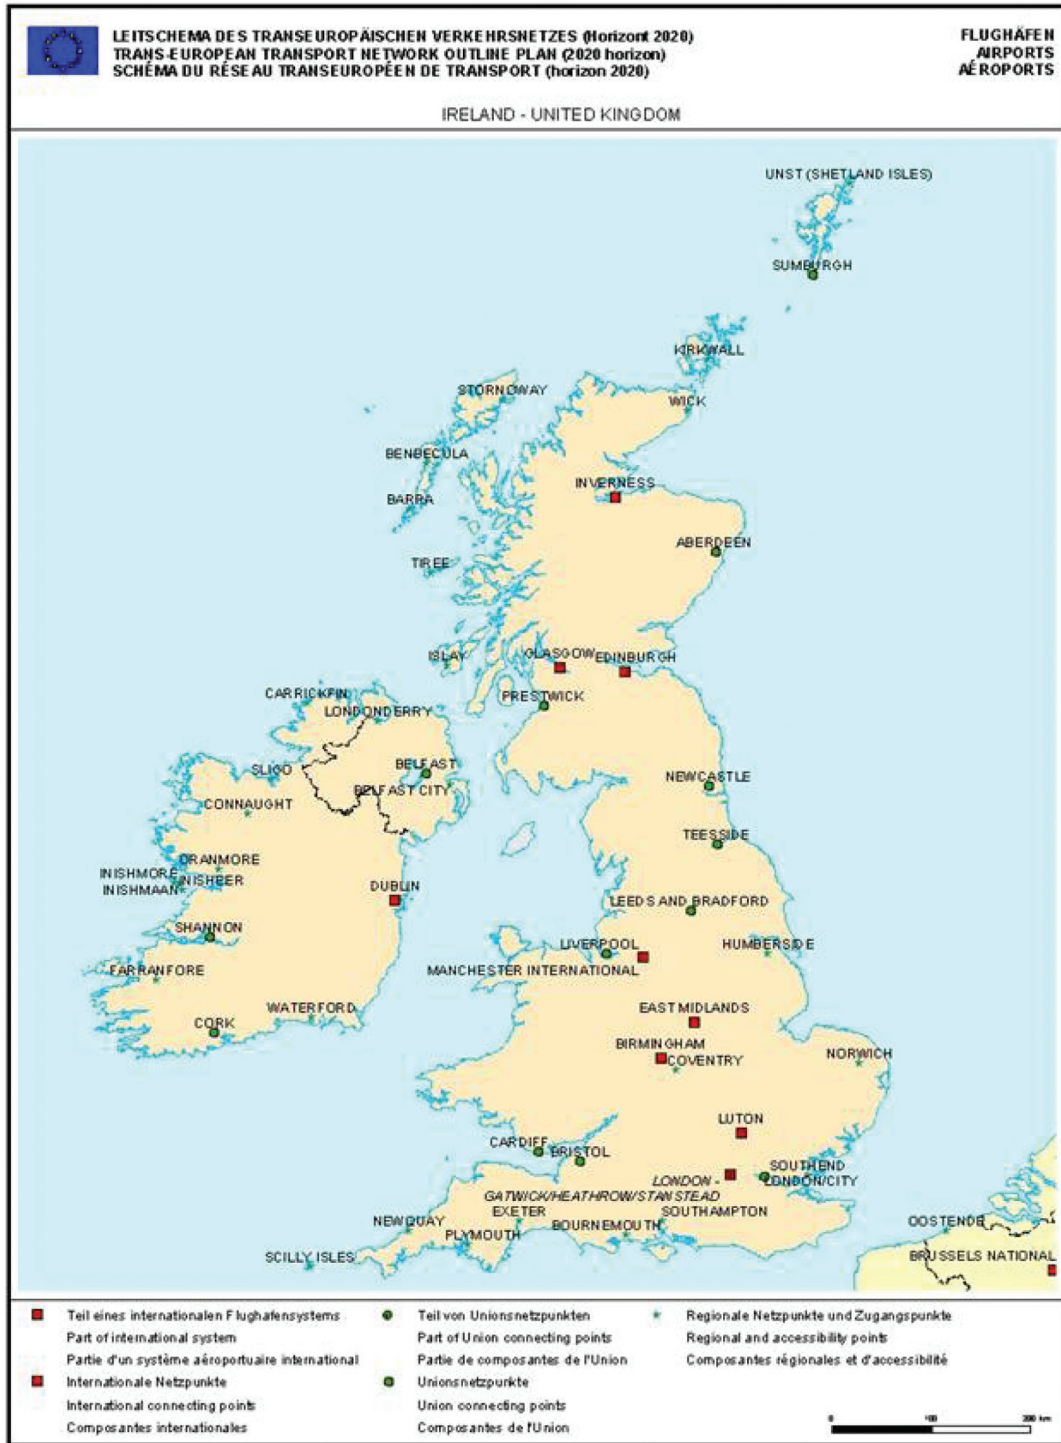 LEITSCHEMA DES TRANSEUROPÄISCHEN VERKEHRSNETZES (Horizont 2020)
TRANS-EUROPEAN TRANSPORT NETWORK OUTLINE PLAN (2020 horizon)
SCHÉMA DU RÉSEAU TRANSEUROPÉEN DE TRANSPORT (horizon 2020)
FLUGHÄFEN
AIRPORTS
AÉROPORTS
IRELAND - UNITED KINGDOM
UNST (SHETLAND ISLES)
SUMBURGH
KIRKWALL
STORNOWAY
WICK
BENBECULA
INVERNESS
BARRA
ABERDEEN
TIREE
ISLAY
GLASGOW
EDINBURGH
CARRICKFIN
PRESTWICK
LONDONDERRY
SLIGO
BELFAST
NEWCASTLE
BELFAST CITY
CONNAUGHT
TEESSIDE
ORANMORE
INISHMORE
INISHEER
INISHMAAN
DUBLIN
LEEDS AND BRADFORD
SHANNON
LIVERPOOL
HUMBERSIDE
FARRANFORE
MANCHESTER INTERNATIONAL
WATERFORD
EAST MIDLANDS
CORK
BIRMINGHAM
COVENTRY
NORWICH
LUTON
CARDIFF
BRISTOL
SOUTHEND
LONDON -
LONDON/CITY
GATWICK/HEATHROW/STANSTEAD
EXETER
SOUTHAMPTON
NEWQUAY
BOURNEMOUTH
PLYMOUTH
OOSTENDE
SCILLY ISLES
BRUSSELS NATIONAL
Teil eines internationalen Flughafensystems
Part of international system
Partie d'un système aéroportuaire international
Internationale Netzpunkte
International connecting points
Composantes internationales
Teil von Unionsnetzpunkten
Part of Union connecting points
Partie de composantes de l'Union
Unionsnetzpunkte
Union connecting points
Composantes de l'Union
Regionale Netzpunkte und Zugangspunkte
Regional and accessibility points
Composantes régionales et d'accessibilité
0 100 200 km